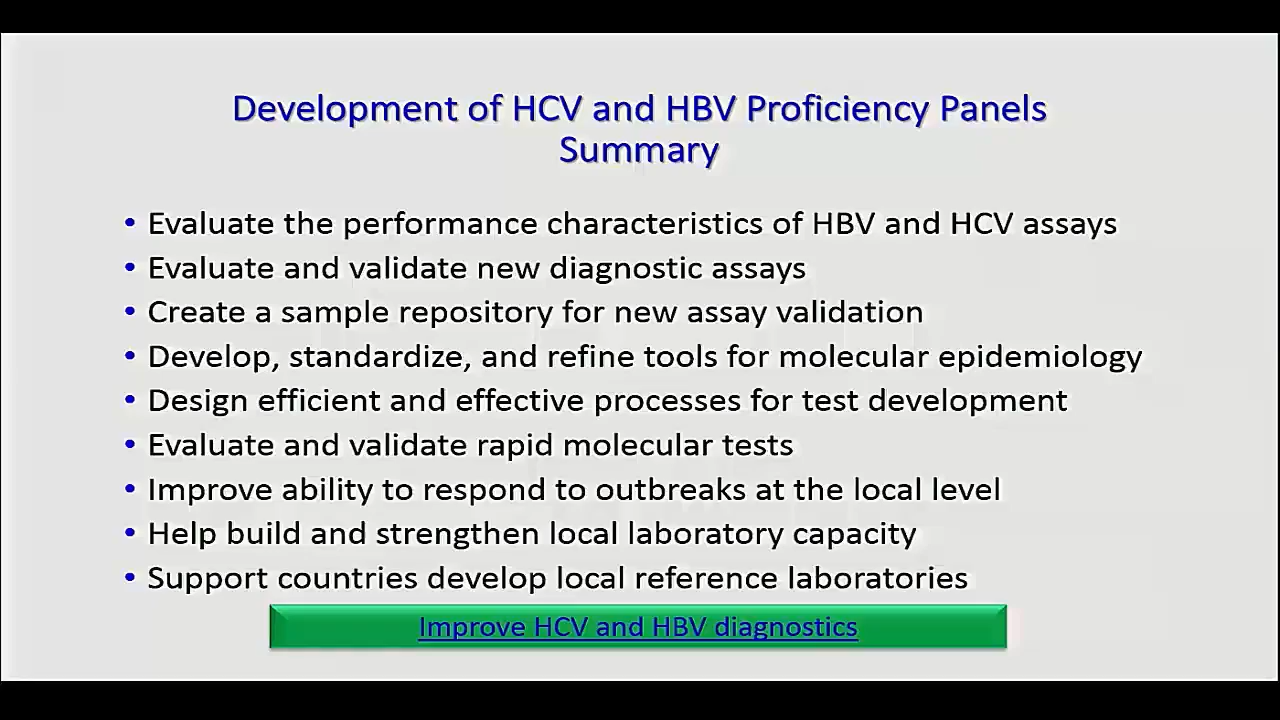 Development of HCV and HBV Proficiency Panels
Summary
• Evaluate the performance characteristics of HBV and HCV assays
• Evaluate and validate new diagnostic assays
• Create a sample repository for new assay validation
• Develop, standardize, and refine tools for molecular epidemiology
• Design efficient and effective processes for test development
• Evaluate and validate rapid molecular tests
• Improve ability to respond to outbreaks at the local level
• Help build and strengthen local laboratory capacity
• Support countries develop local reference laboratories
Improve HCV and HBV diagnostics